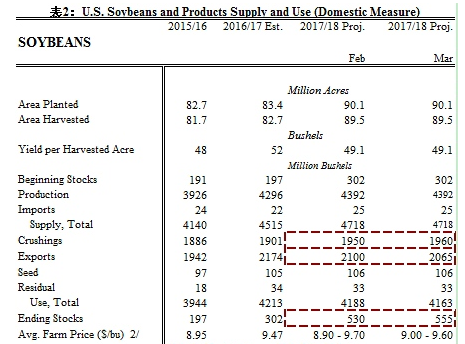 表2：U.S. Soybeans and Products Supply and Use (Domestic Measure)
2015/16 2016/17 Est. 2017/18 Proj. 2017/18 Proj.
SOYBEANS
Feb Mar
Million Acres
Area Planted 82.7 83.4 90.1 90.1
Area Harvested 81.7 82.7 89.5 89.5
Bushels
Yield per Harvested Acre 48 52 49.1 49.1
Million Bushels
Beginning Stocks 191 197 302 302
Production 3926 4296 4392 4392
Imports 24 22 25 25
Supply, Total 4140 4515 4718 4718
Crushings 1886 1901 1950 1960
Exports 1942 2174 2100 2065
Seed 97 105 106 106
Residual 18 34 33 33
Use, Total 3944 4213 4188 4163
Ending Stocks 197 302 530 555
Avg. Farm Price ($/bu) 2/ 8.95 9.47 8.90 - 9.70 9.00 - 9.60